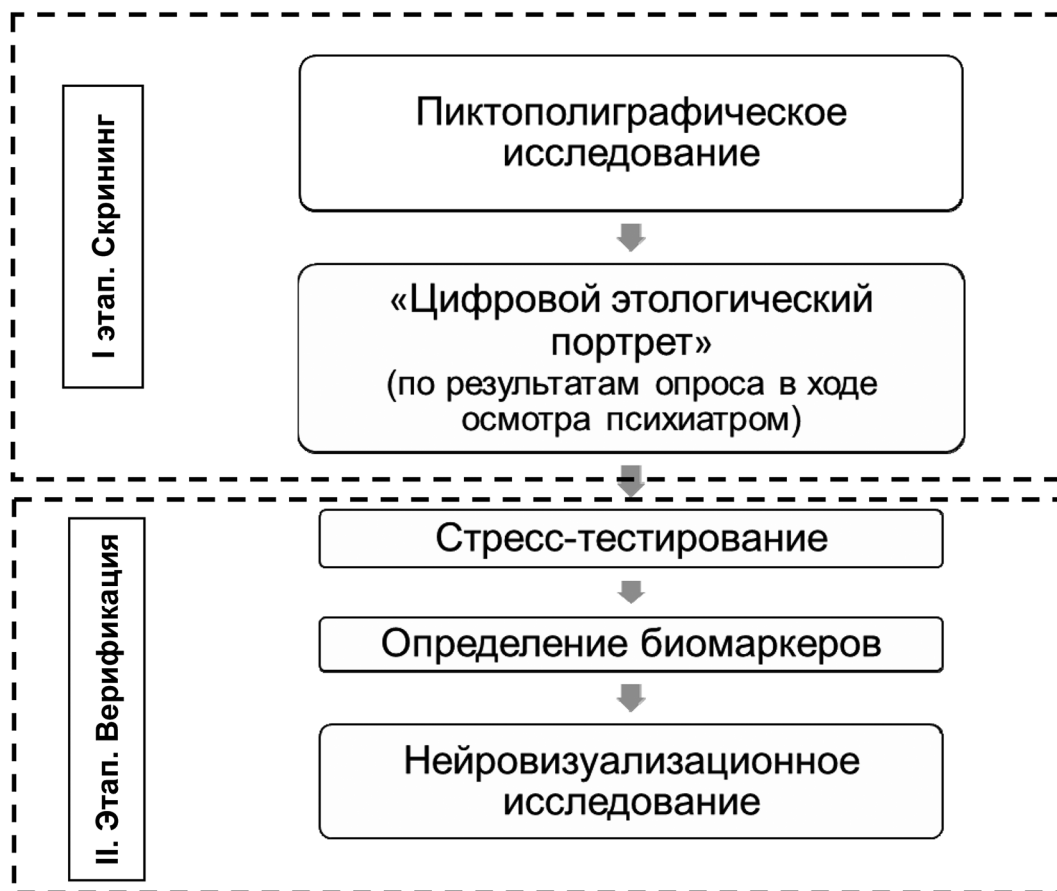 I этап. Скрининг
Пиктополиграфическое
исследование
«Цифровой этологический
портрет»
(по результатам опроса в ходе
осмотра психиатром)
II. Этап. Верификация
Стресс-тестирование
Определение биомаркеров
Нейровизуализационное
исследование